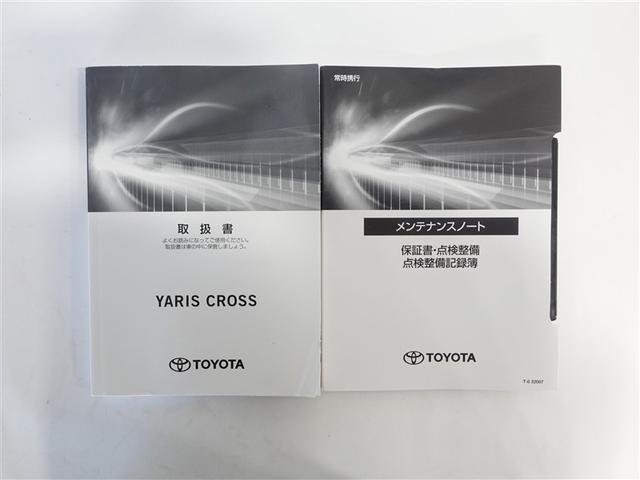 取扱書
よくお読みになってご使用ください。
取扱書は車の中に保管しましょう。
YARIS CROSS
TOYOTA
常時携行
メンテナンスノート
保証書・点検整備
点検整備記録簿
TOYOTA
T-6 22007